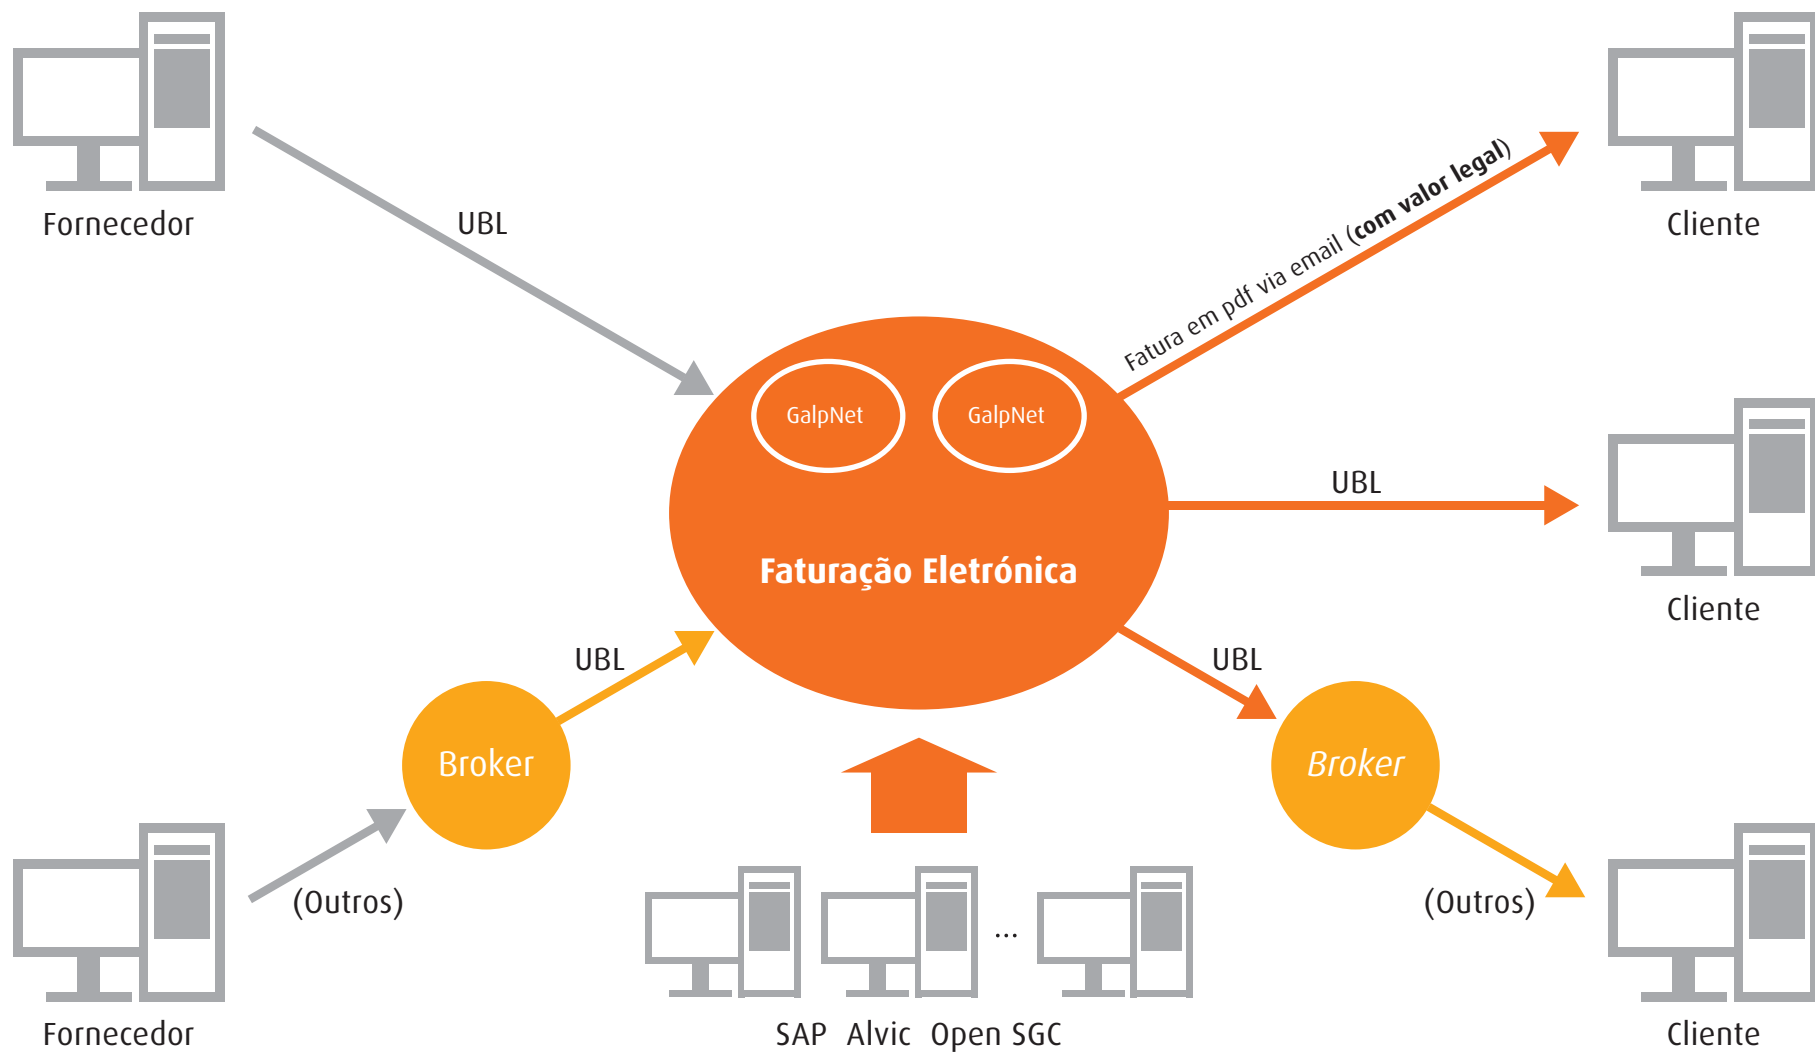 Fornecedor
UBL
Fatura em pdf via email (com valor legal)
Cliente
GalpNet
GalpNet
UBL
Faturação Eletrónica
Cliente
UBL
UBL
Broker
Broker
(Outros)
...
(Outros)
Fornecedor
SAP Alvic Open SGC
Cliente